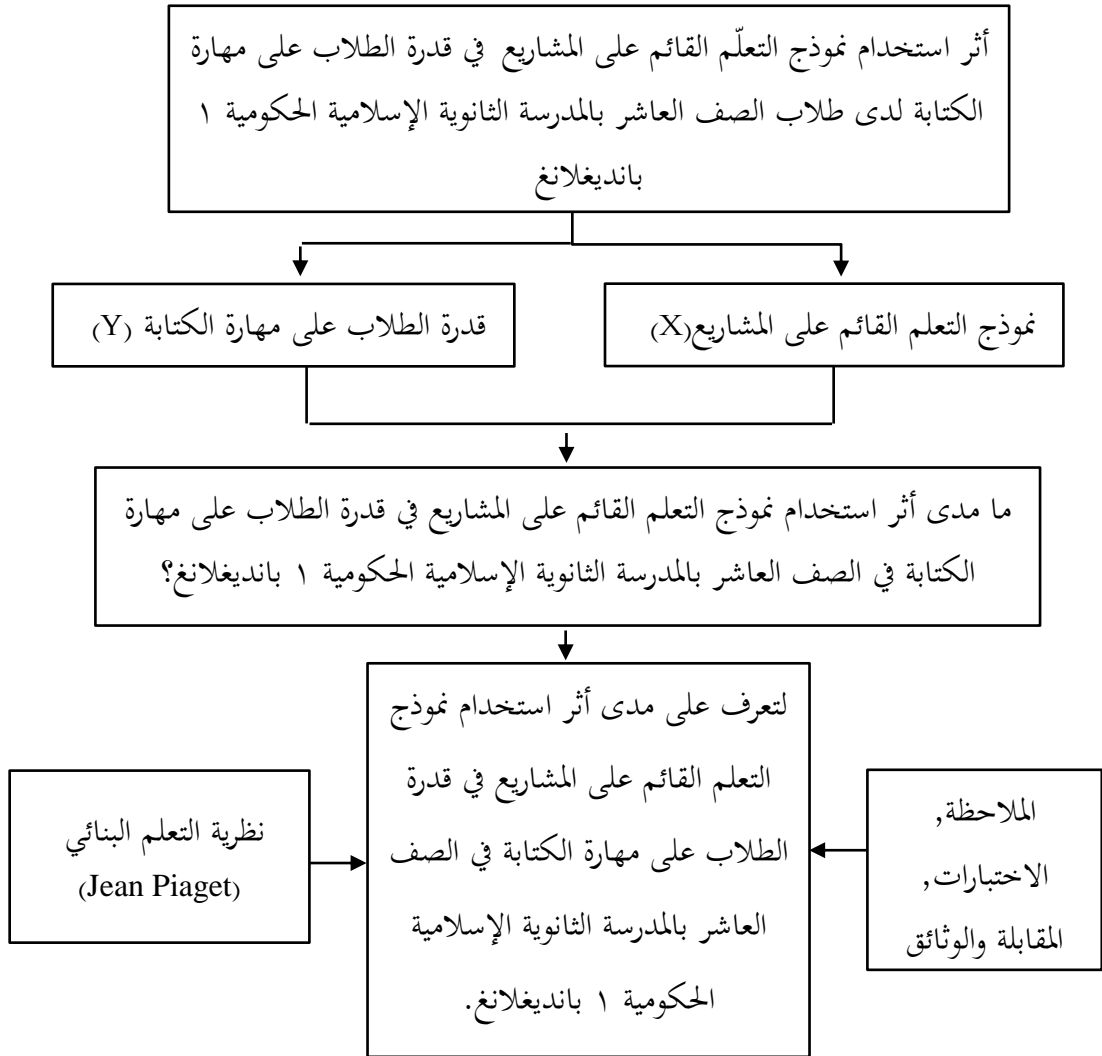 أثر استخدام نموذج التعلّم القائم على المشاريع في قدرة الطلاب على مهارة
الكتابة لدى طلاب الصف العاشر بالمدرسة الثانوية الإسلامية الحكومية ١
بانديغلانغ
نموذج التعلم القائم على المشاريع(X)
قدرة الطلاب على مهارة الكتابة (Y)
ما مدى أثر استخدام نموذج التعلم القائم على المشاريع في قدرة الطلاب على مهارة
الكتابة في الصف العاشر بالمدرسة الثانوية الإسلامية الحكومية ١ بانديغلانغ؟
الملاحظة,
الاختبارات,
المقابلة والوثائق
لتعرف على مدى أثر استخدام نموذج
التعلم القائم على المشاريع في قدرة
الطلاب على مهارة الكتابة في الصف
العاشر بالمدرسة الثانوية الإسلامية
الحكومية ١ بانديغلانغ.
نظرية التعلم البنائي
(Jean Piaget)